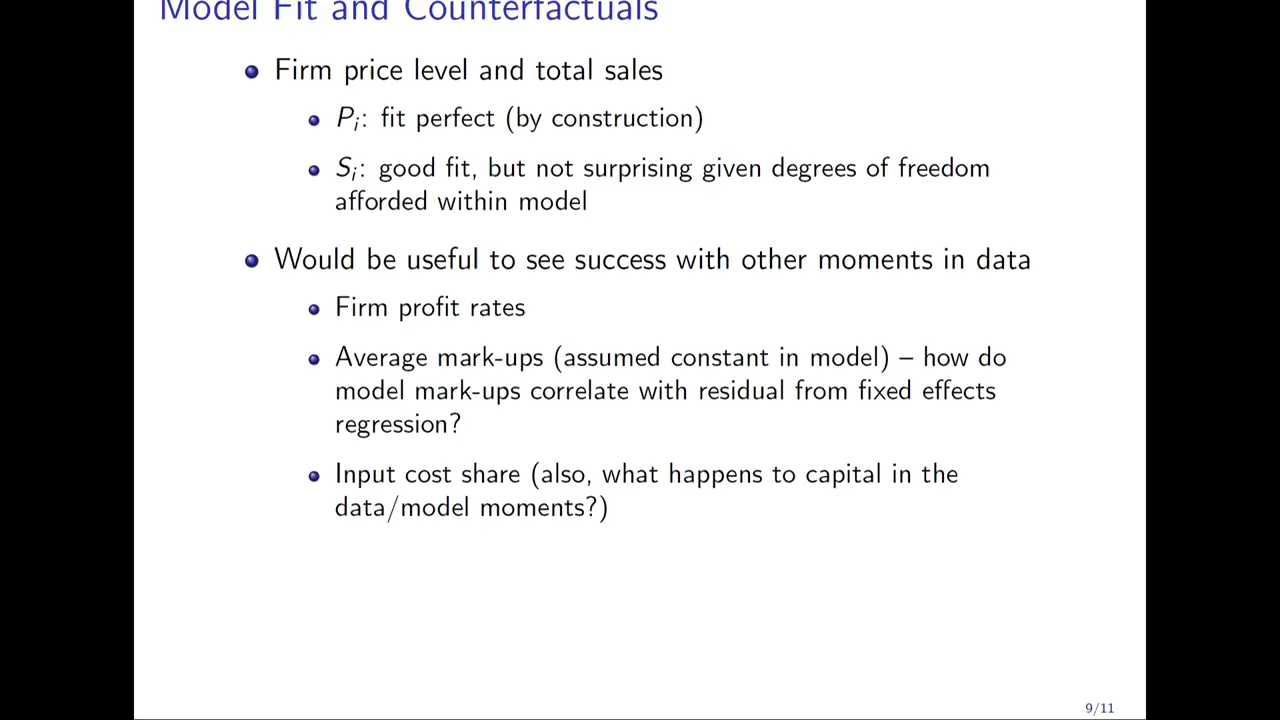 Model Fit and Counterfactuals
Firm price level and total sales
Pi: fit perfect (by construction)
Si: good fit, but not surprising given degrees of freedom
afforded within model
Would be useful to see success with other moments in data
Firm profit rates
Average mark-ups (assumed constant in model) – how do
model mark-ups correlate with residual from fixed effects
regression?
Input cost share (also, what happens to capital in the
data/model moments?)
9/11